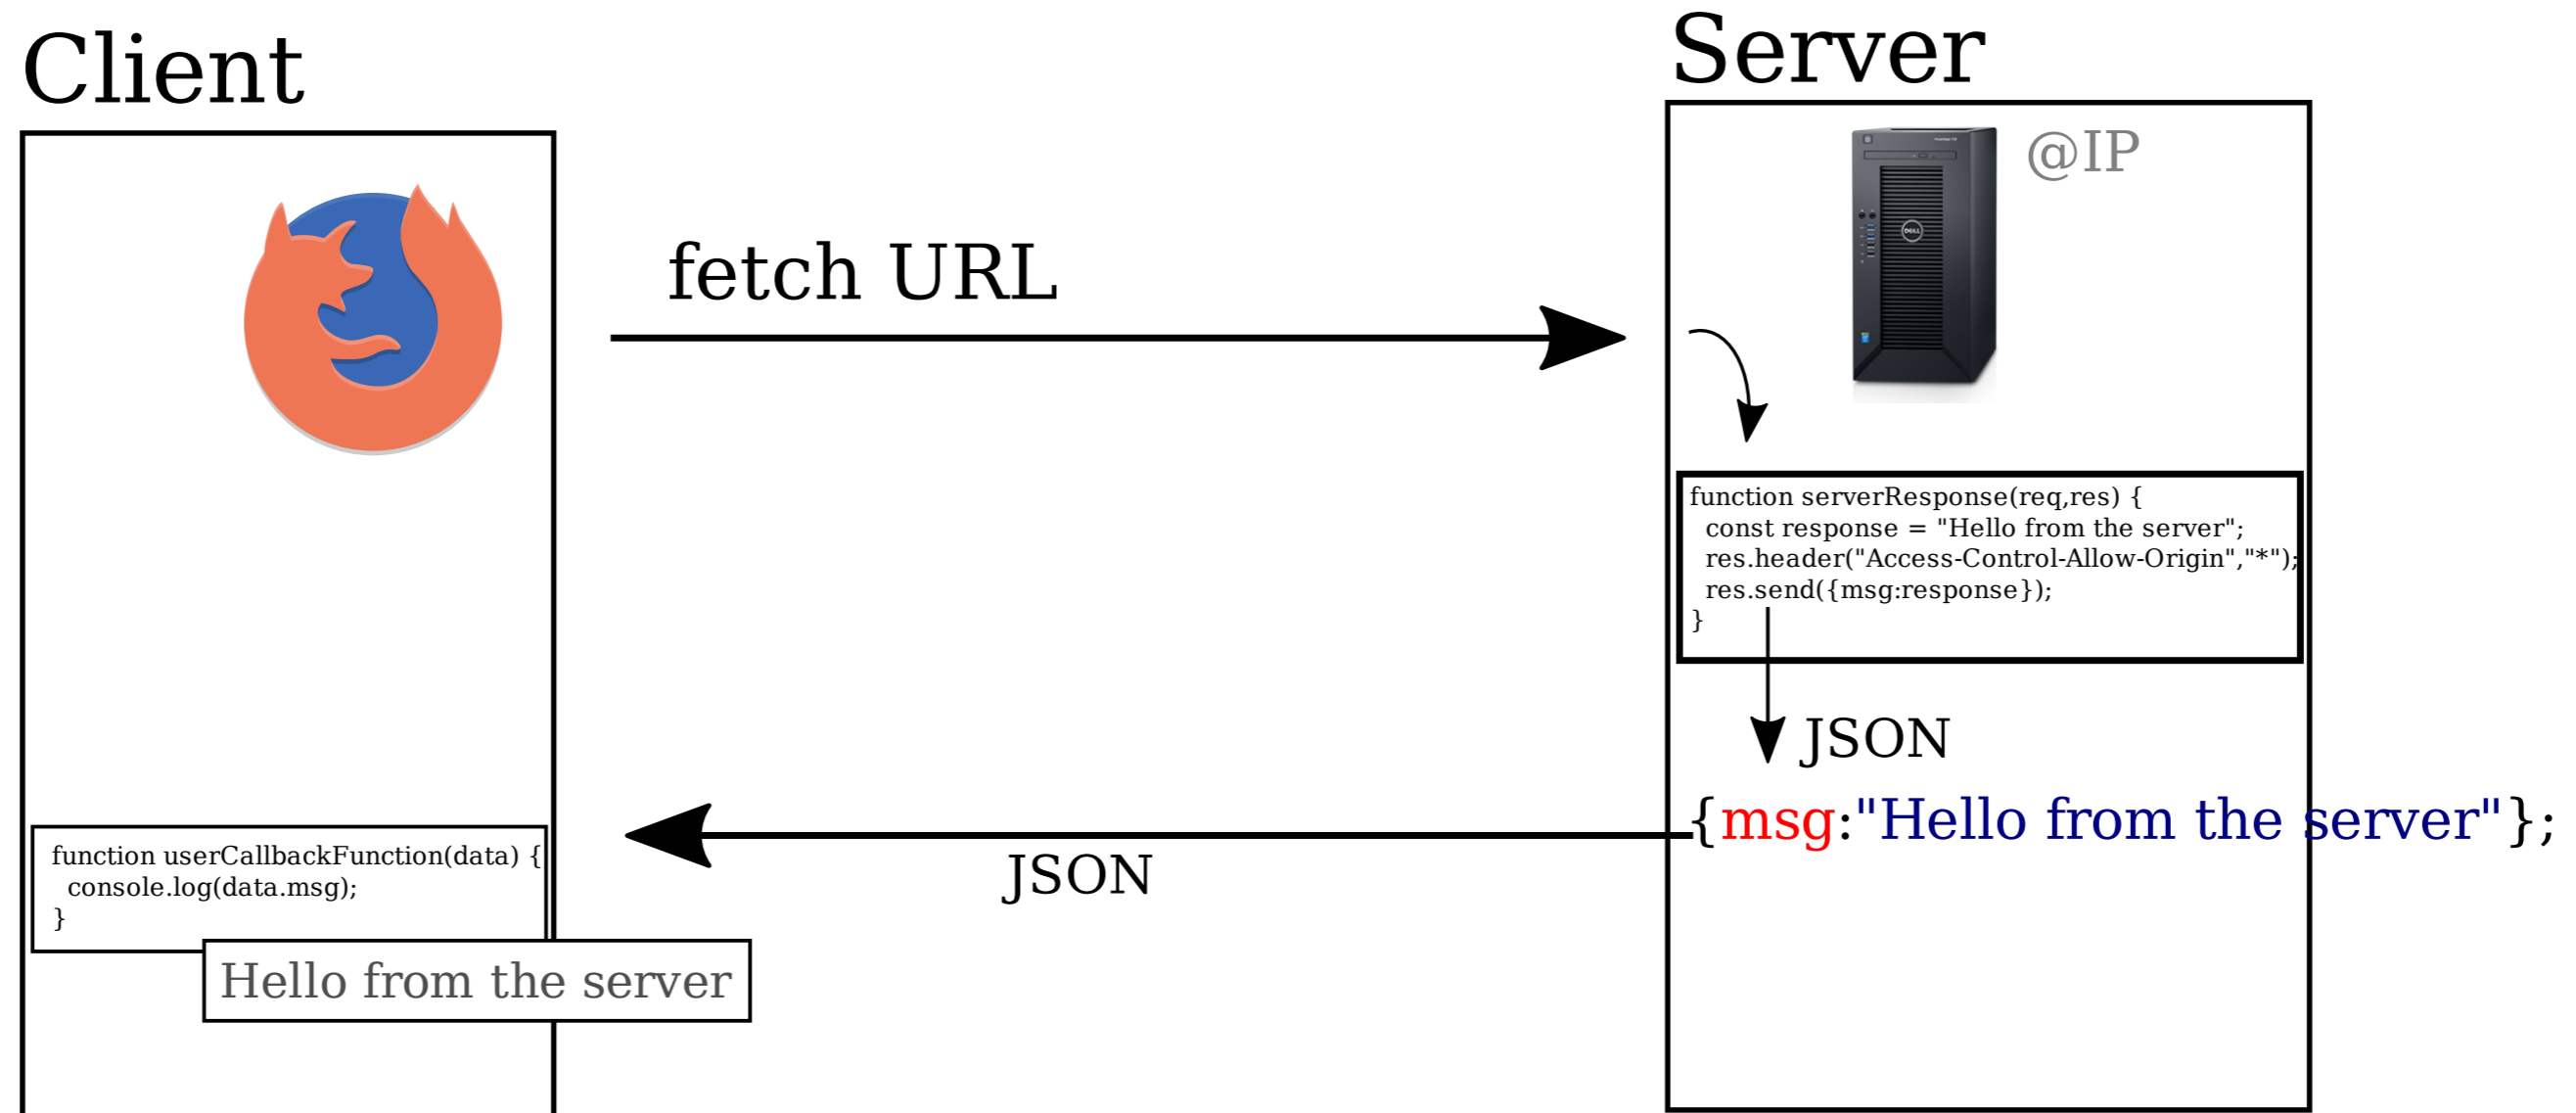 Client
Server
@IP
DELL
fetch URL
function serverResponse(req,res) {
const response = "Hello from the server";
res.header("Access-Control-Allow-Origin","*");
res.send({msg:response});
}
JSON
{msg:"Hello from the server"};
JSON
function userCallbackFunction(data) {
console.log(data.msg);
}
Hello from the server